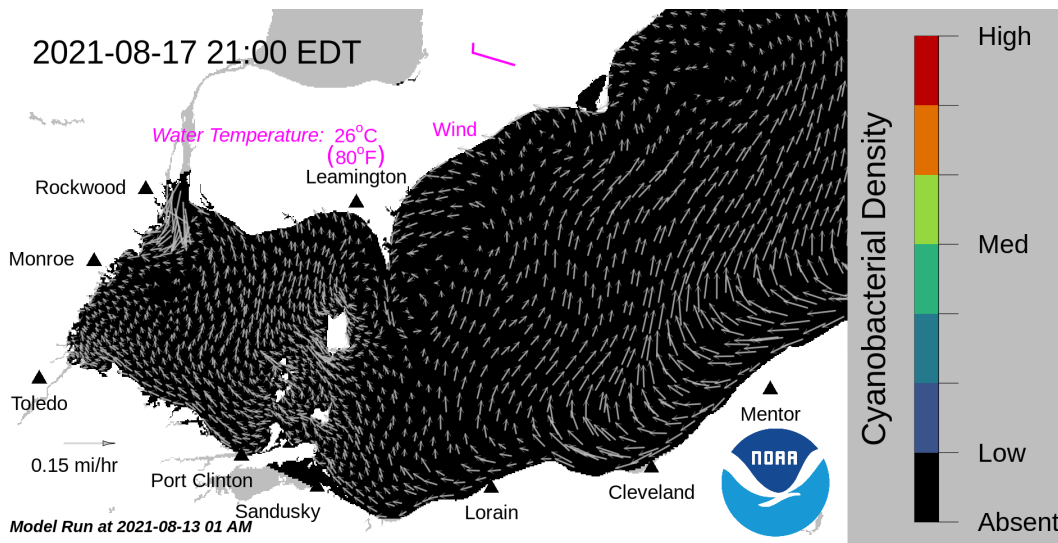 2021-08-17 21:00 EDT
Water Temperature: 26°C
(80°F)
Wind
Leamington
Rockwood
Monroe
Toledo
0.15 mi/hr
Port Clinton
Sandusky
Lorain
Cleveland
Mentor
NOAA
Model Run at 2021-08-13 01 AM
Cyanobacterial Density
High
Med
Low
Absent